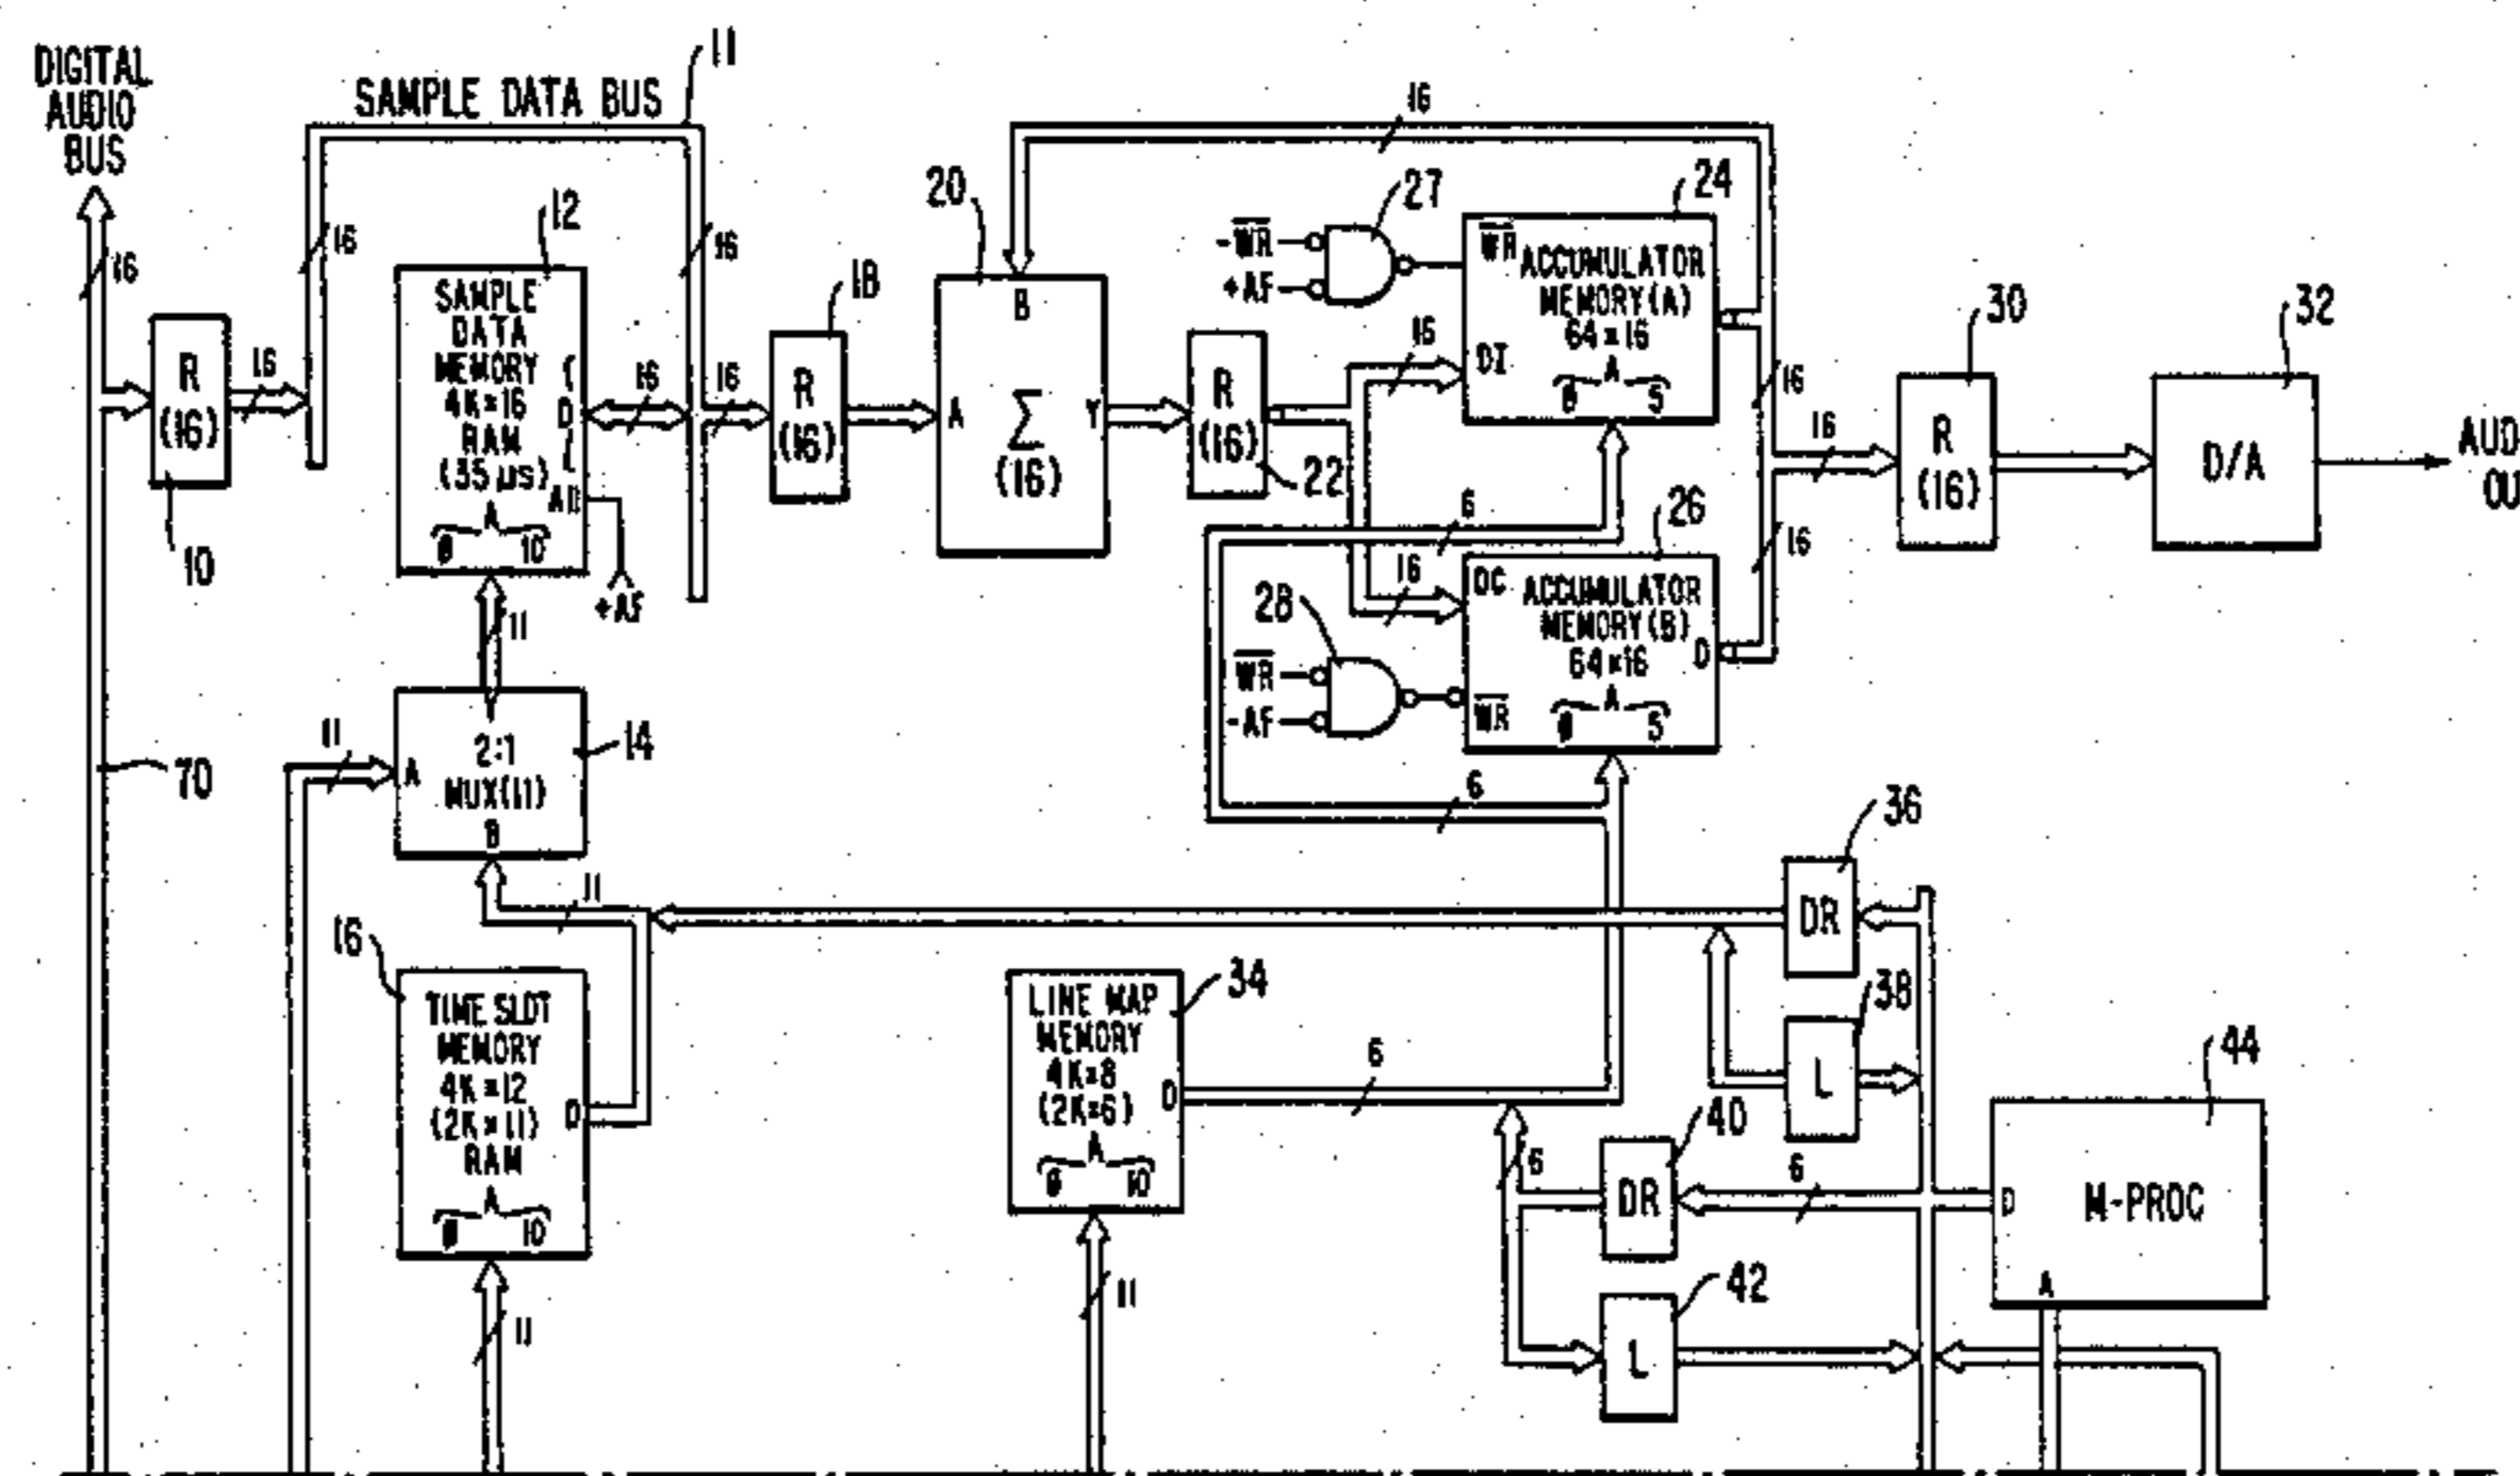 DIGITAL
AUDIO
BUS
16
70
R
(16)
10
16
SAMPLE DATA BUS
11
16
16
12
SAMPLE
DATA
MEMORY
4K×16
RAM
(35 µs)
D
A
0 10
+AF
16
16
11
Y
2:1
MUX(11)
A
B
14
11
11
16
TIME SLOT
MEMORY
4K×12
(2K×11)
RAM
D
A
0 10
11
18
R
(16)
20
B
A
Σ
(16)
Y
16
R
(16)
22
-WR
+AF
27
24
WR
ACCUMULATOR
MEMORY(A)
64×16
DI
A
0 5
16
16
6
26
ACCUMULATOR
MEMORY(B)
64×16
D
WR
A
0 5
28
WR
-AF
16
16
6
16
30
R
(16)
32
D/A
AUD
OU
34
LINE MAP
MEMORY
4K×8
(2K×6)
D
A
0 10
11
6
36
DR
38
L
40
DR
6
6
42
L
44
M-PROC
D
A